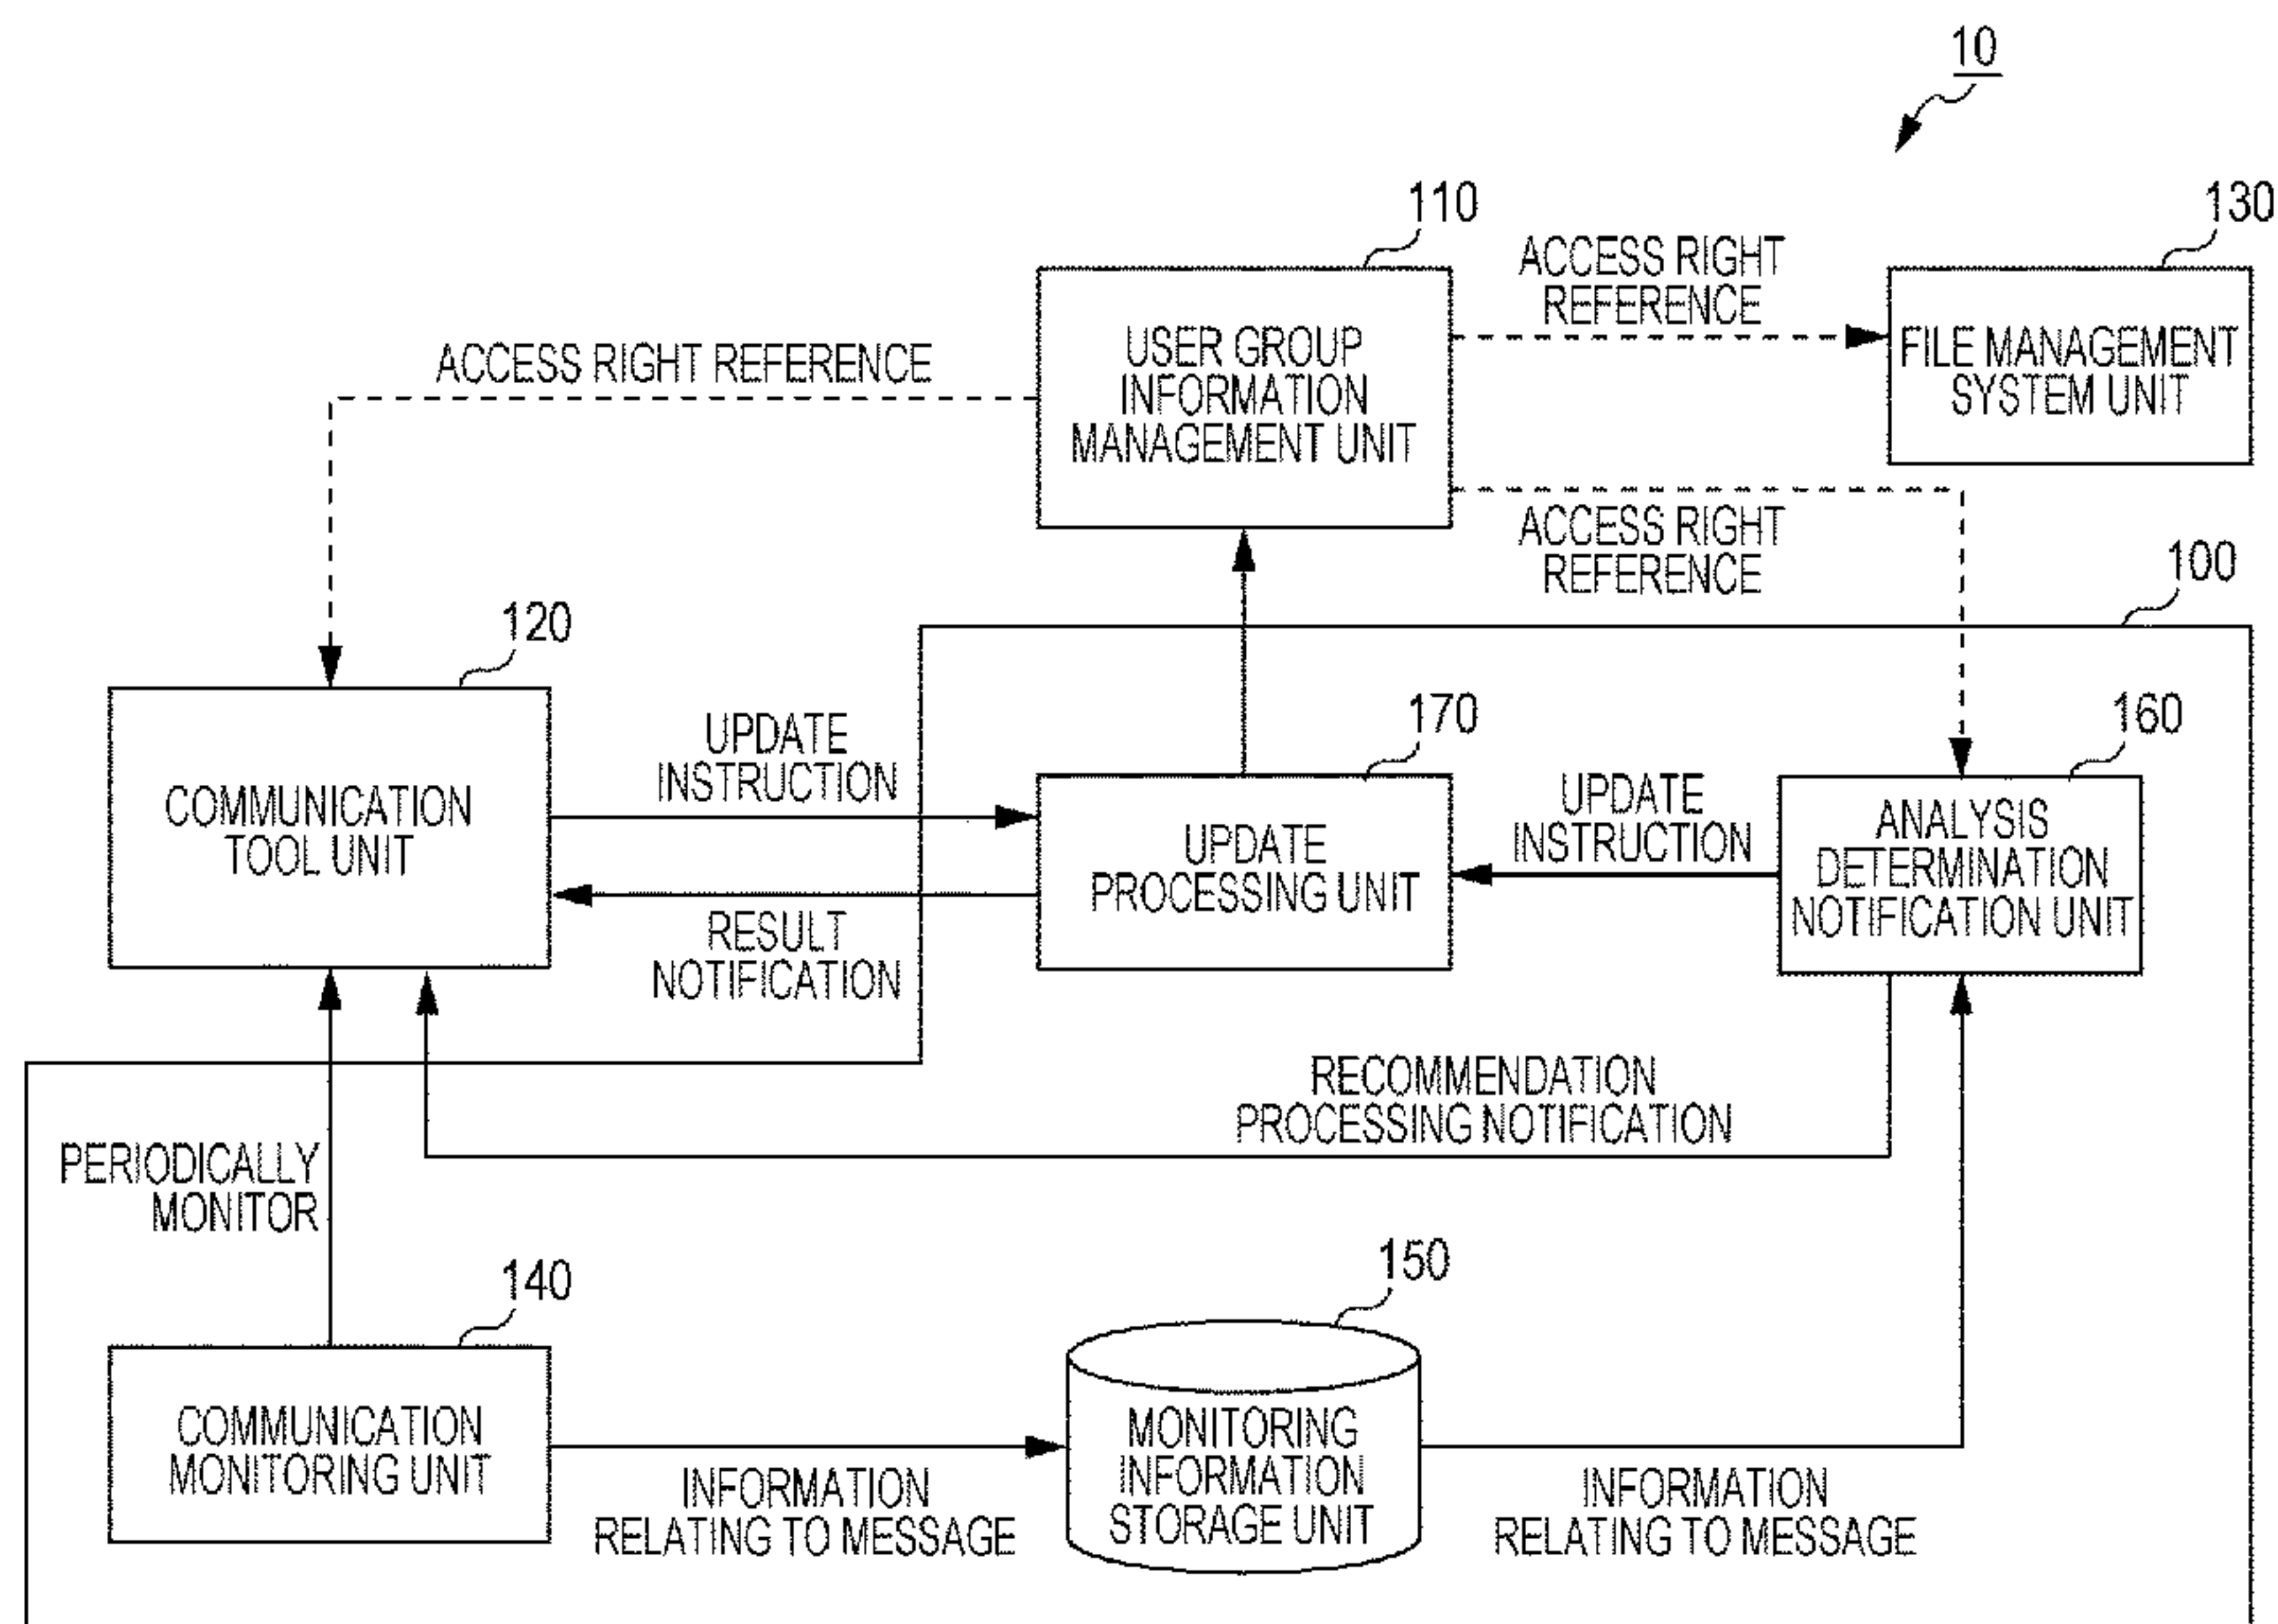 10
110
130
ACCESS RIGHT
REFERENCE
USER GROUP
INFORMATION
MANAGEMENT UNIT
FILE MANAGEMENT
SYSTEM UNIT
ACCESS RIGHT REFERENCE
ACCESS RIGHT
REFERENCE
100
120
170
160
UPDATE
INSTRUCTION
COMMUNICATION
TOOL UNIT
UPDATE
PROCESSING UNIT
UPDATE
INSTRUCTION
ANALYSIS
DETERMINATION
NOTIFICATION UNIT
RESULT
NOTIFICATION
RECOMMENDATION
PROCESSING NOTIFICATION
PERIODICALLY
MONITOR
140
150
COMMUNICATION
MONITORING UNIT
MONITORING
INFORMATION
STORAGE UNIT
INFORMATION
RELATING TO MESSAGE
INFORMATION
RELATING TO MESSAGE